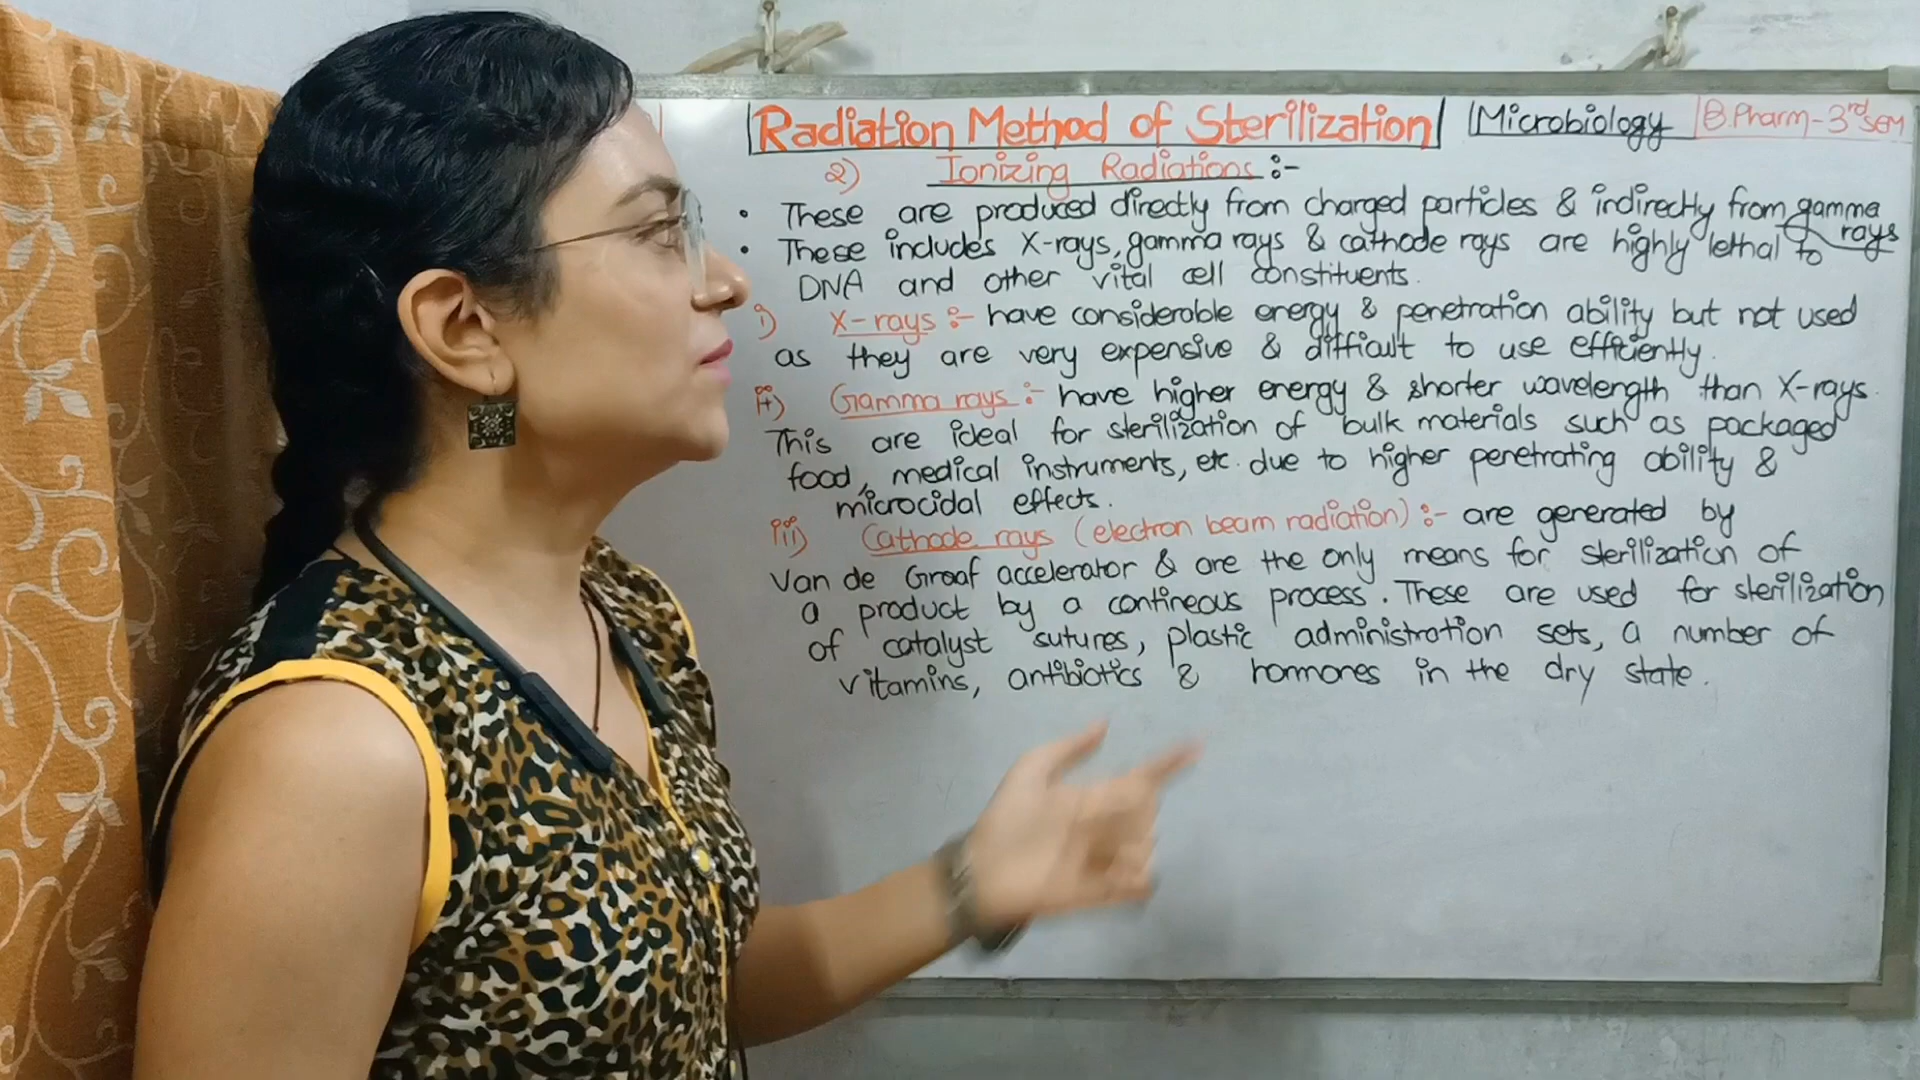 Radiation Method of Sterilization
Microbiology
B.Pharm-3rd SEM
2) Ionizing Radiations :-
• These are produced directly from charged particles & indirectly from gamma rays
• These includes X-rays, gamma rays & cathode rays are highly lethal to
DNA and other vital cell constituents.
i) X-rays :- have considerable energy & penetration ability but not used
as they are very expensive & difficult to use efficiently.
ii) Gamma rays :- have higher energy & shorter wavelength than X-rays.
This are ideal for sterilization of bulk materials such as packaged
food, medical instruments, etc. due to higher penetrating ability &
microcidal effects.
iii) Cathode rays (electron beam radiation) :- are generated by
Van de Graaf accelerator & are the only means for sterilization of
a product by a contineous process. These are used for sterilization
of catalyst sutures, plastic administration sets, a number of
vitamins, antibiotics & hormones in the dry state.